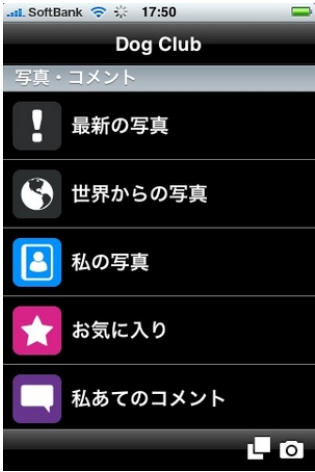 SoftBank 17:50
Dog Club
写真・コメント
最新の写真
世界からの写真
私の写真
お気に入り
私あてのコメント